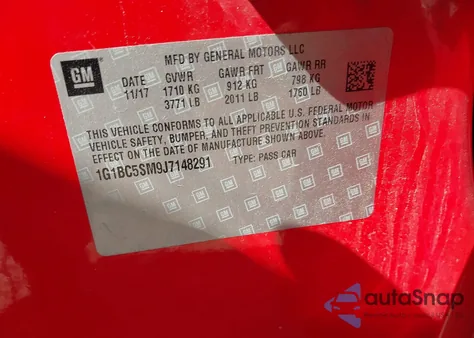 GM
MFD BY GENERAL MOTORS LLC
DATE GVWR GAWR FRT GAWR RR
11/17 1710 KG 912 KG 798 KG
3771 LB 2011 LB 1760 LB
THIS VEHICLE CONFORMS TO ALL APPLICABLE U.S. FEDERAL MOTOR
VEHICLE SAFETY, BUMPER, AND THEFT PREVENTION STANDARDS IN
EFFECT ON THE DATE OF MANUFACTURE SHOWN ABOVE.
1G1BC5SM9J7148291 TYPE: PASS CAR
autoSnap